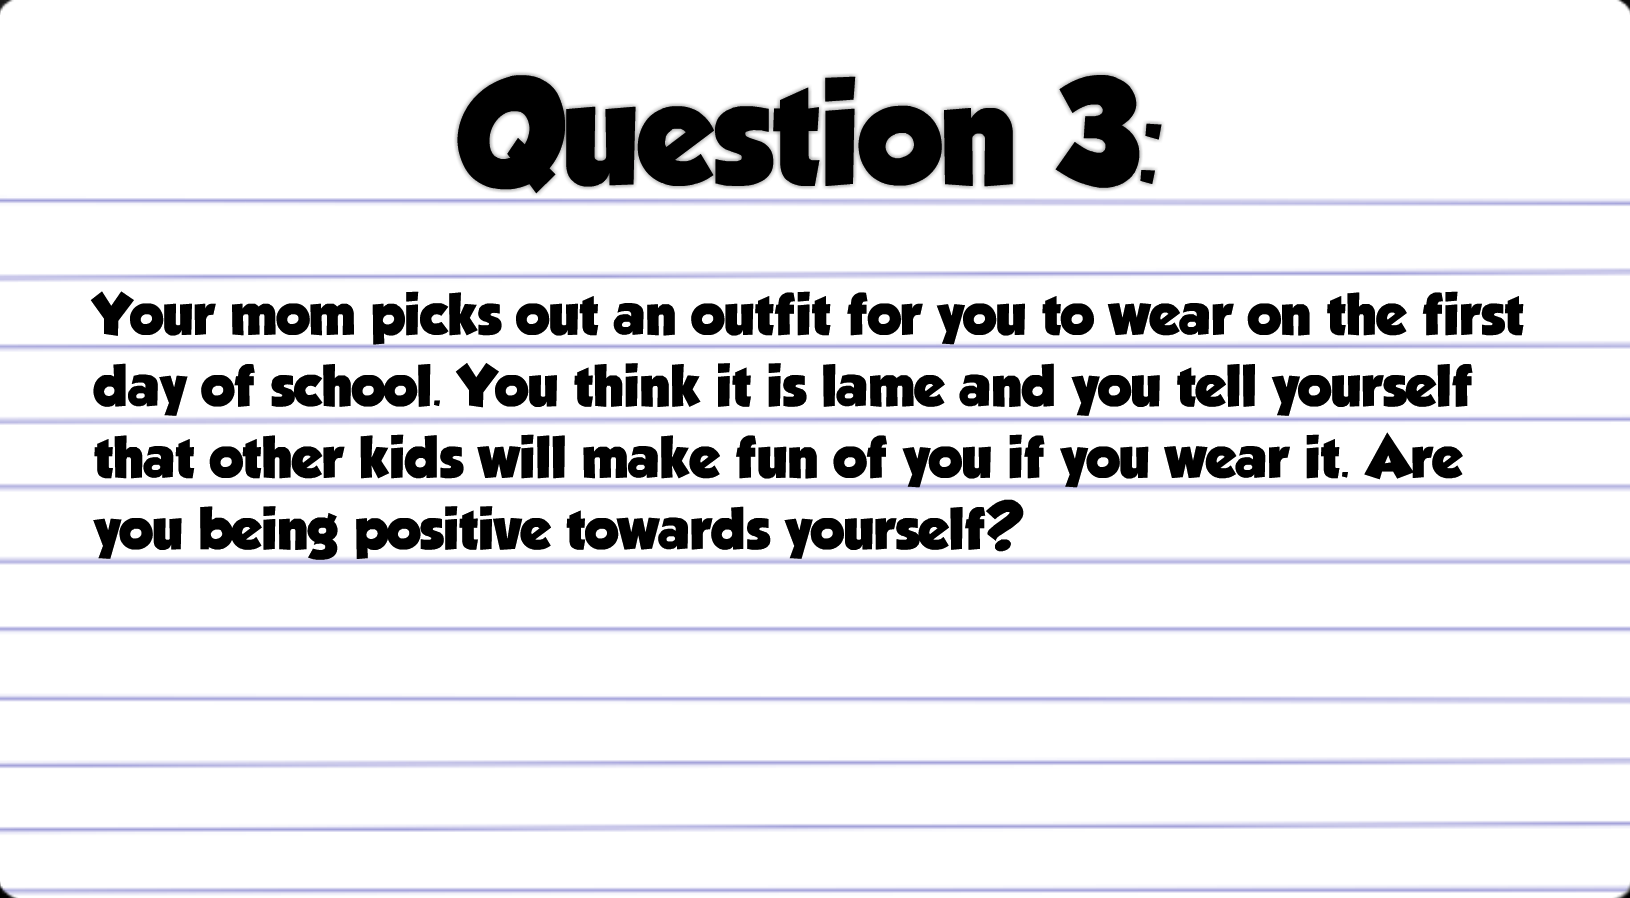 Question 3:
Your mom picks out an outfit for you to wear on the first
day of school. You think it is lame and you tell yourself
that other kids will make fun of you if you wear it. Are
you being positive towards yourself?